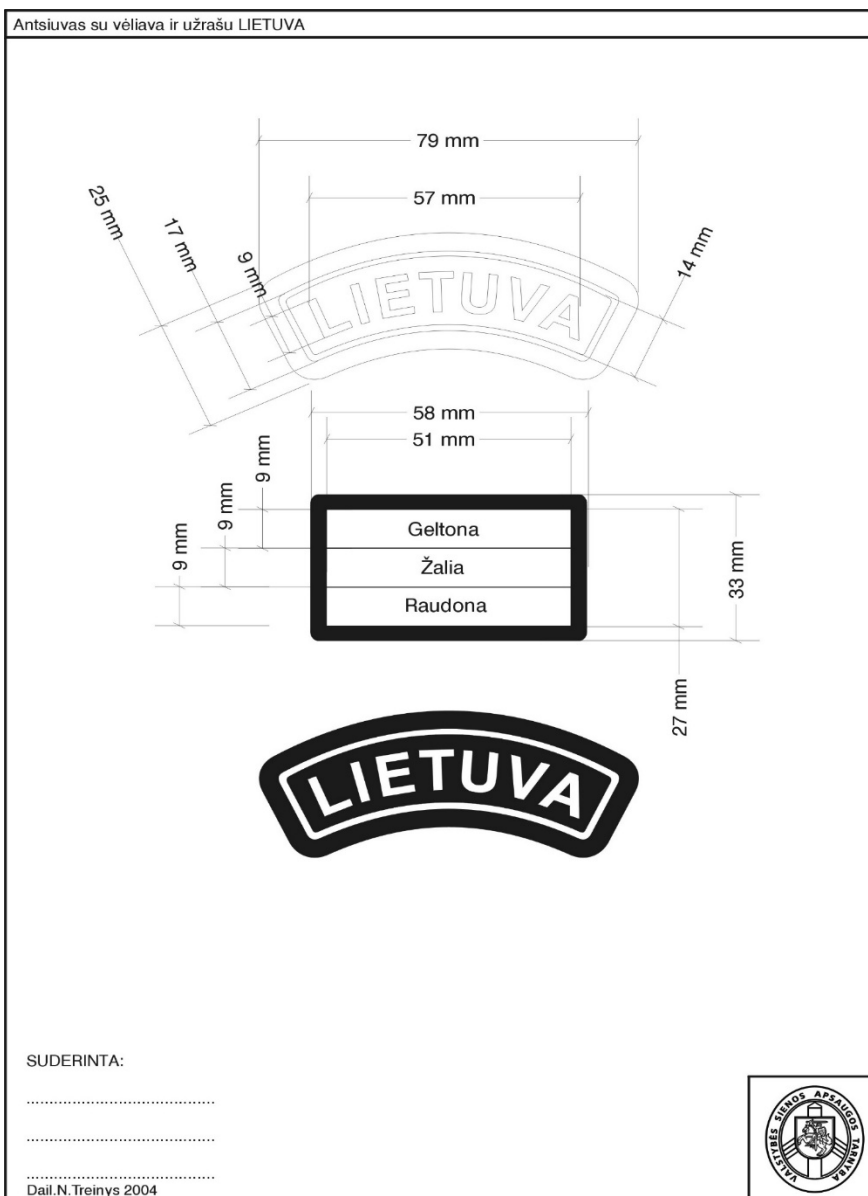 Antsiuvas su vėliava ir užrašu LIETUVA
79 mm
57 mm
25 mm
17 mm
9 mm
14 mm
LIETUVA
58 mm
51 mm
9 mm
9 mm
9 mm
Geltona
Žalia
Raudona
33 mm
27 mm
LIETUVA
SUDERINTA:
..........................................
..........................................
..........................................
Dail.N.Treinys 2004
VALSTYBĖS SIENOS APSAUGOS TARNYBA